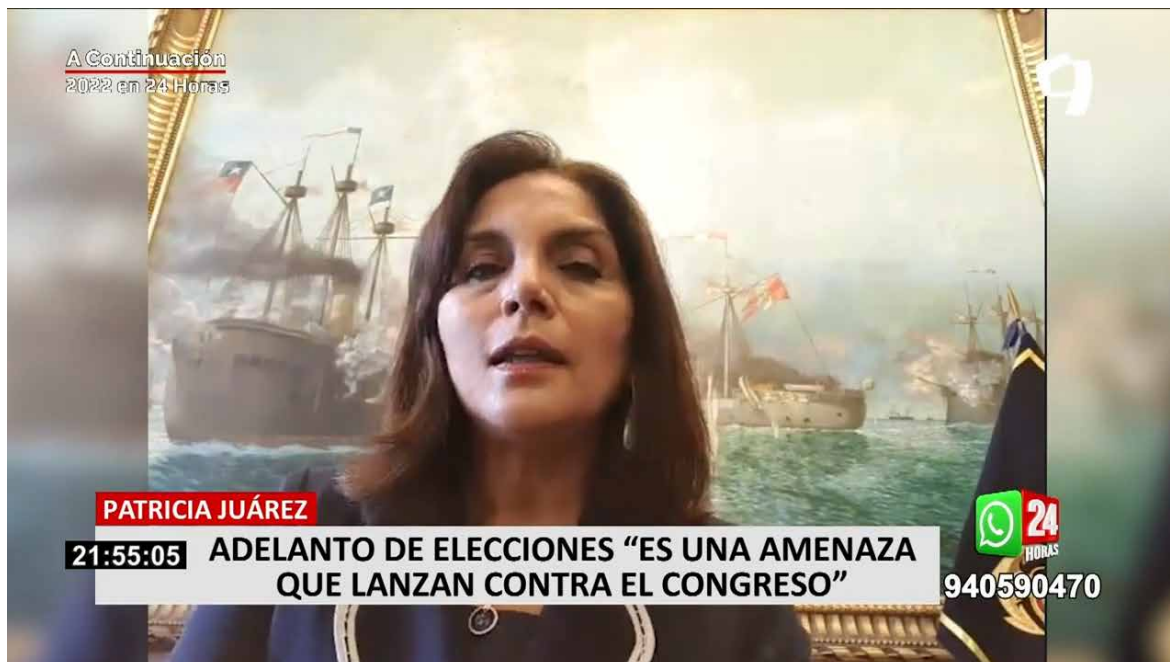 A Continuación
2022 en 24 Horas
PATRICIA JUÁREZ
21:55:05
ADELANTO DE ELECCIONES “ES UNA AMENAZA
QUE LANZAN CONTRA EL CONGRESO”
24
HORAS
940590470